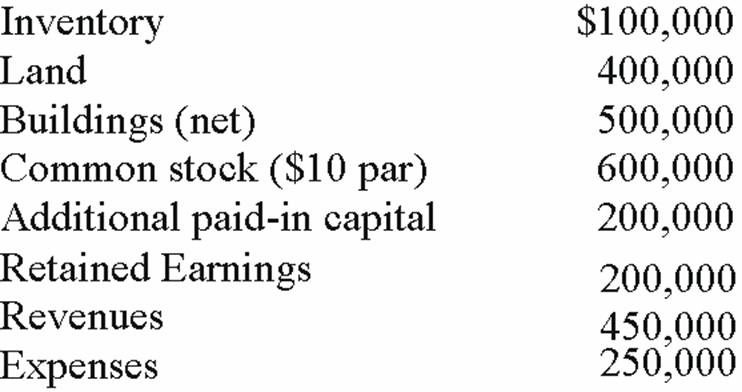 Inventory $100,000
Land 400,000
Buildings (net) 500,000
Common stock ($10 par) 600,000
Additional paid-in capital 200,000
Retained Earnings 200,000
Revenues 450,000
Expenses 250,000